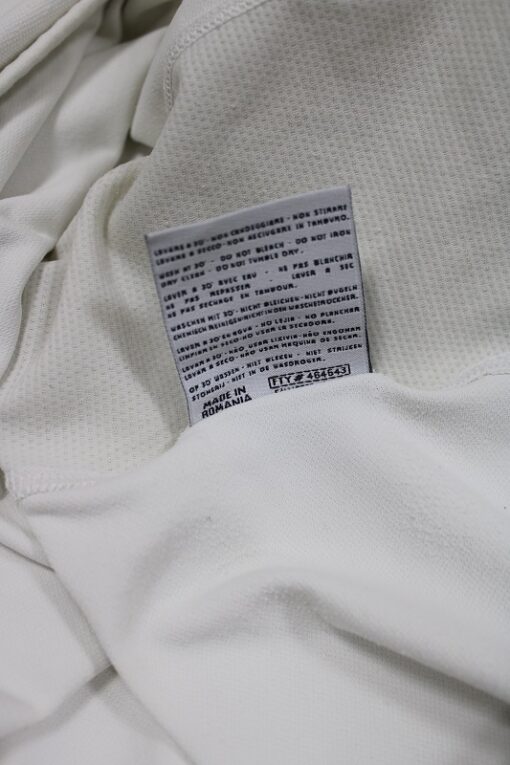 LAVARE A 30° - NON CANDEGGIARE - NON STIRARE
LAVARE A SECCO - NON ASCIUGARE IN TAMBURO.
WASH AT 30° - DO NOT BLEACH - DO NOT IRON
DRY CLEAN - DO NOT TUMBLE DRY.
LAVER A 30° AVEC EAU - NE PAS BLANCHIR
NE PAS REPASSER LAVER A SEC
NE PAS SECHAGE EN TAMBOUR.
WASCHEN MIT 30° NICHT BLEICHEN-NICHT BUGELN
CHEMISCH REINIGEN-NICHT IN DEN WASCHETROCKNER.
LAVAR A 30° AGUA - NO LEJIA - NO PLANCHAR
LIMPIAR EN SECO-NO USAR LA SECADORA.
LAVAR A 30°-NÃO USAR LIXIVIA-NÃO ENGOMAR
LAVAR A SECO-NÃO USAR MAQUINA DE SECAR.
OP 30° WASSEN - NIET BLEKEN - NIET STRIJKEN
STOMERIJ - NIET IN DE WASDROGER.
MADE IN FTY# 464643
ROMANIA